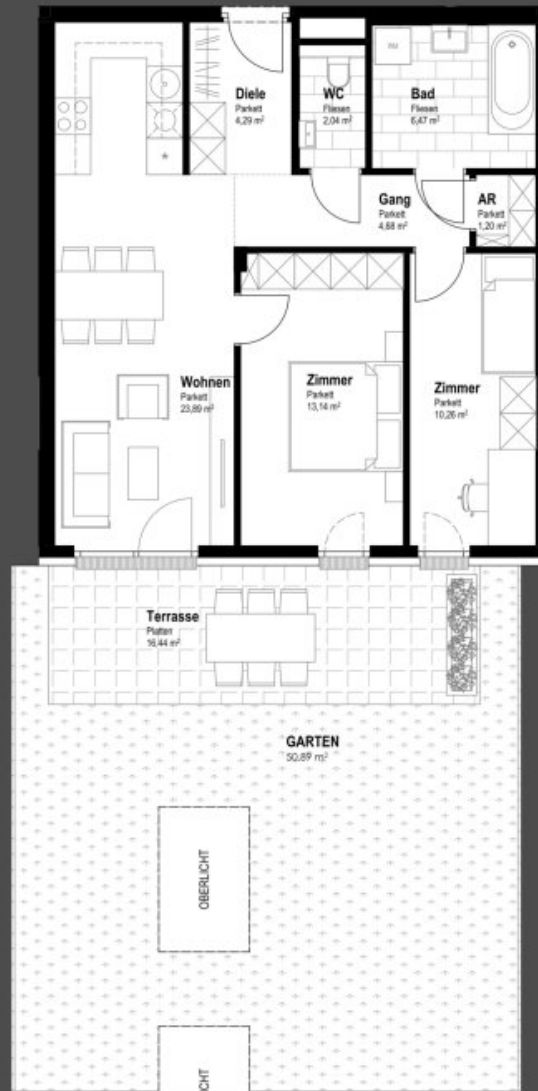 Diele
Parkett
4,29 m²
WC
Fliesen
2,04 m²
Bad
Fliesen
6,47 m²
Gang
Parkett
4,68 m²
AR
Parkett
1,20 m²
Wohnen
Parkett
23,89 m²
Zimmer
Parkett
13,14 m²
Zimmer
Parkett
10,26 m²
Terrasse
Platten
16,44 m²
GARTEN
50,89 m²
OBERLICHT